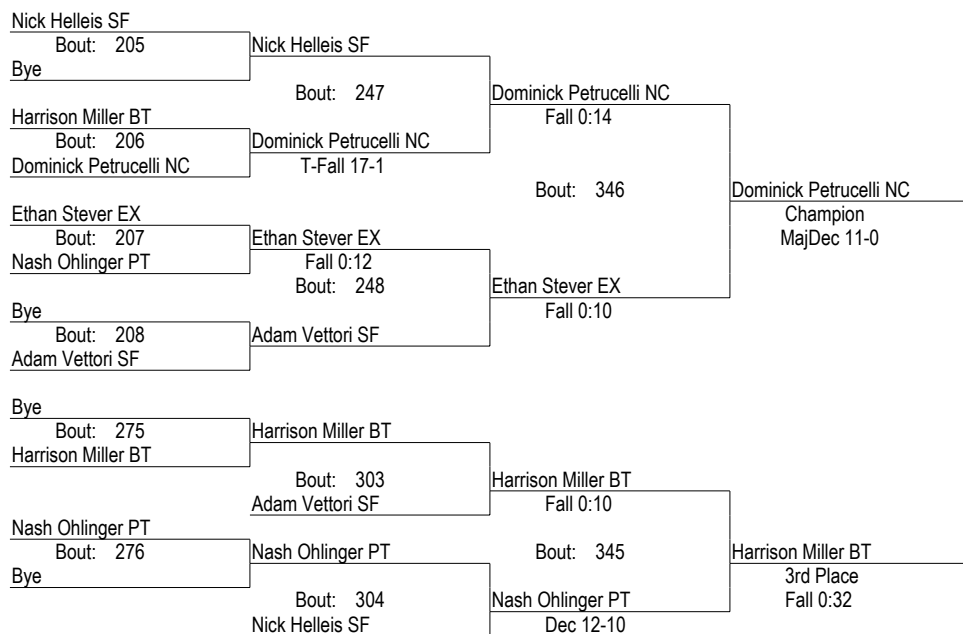 Nick Helleis SF
Bout: 205
Nick Helleis SF
Bye
Bout: 247
Dominick Petrucelli NC
Harrison Miller BT
Fall 0:14
Bout: 206
Dominick Petrucelli NC
Dominick Petrucelli NC
T-Fall 17-1
Bout: 346
Dominick Petrucelli NC
Ethan Stever EX
Champion
Bout: 207
Ethan Stever EX
MajDec 11-0
Nash Ohlinger PT
Fall 0:12
Bout: 248
Ethan Stever EX
Bye
Fall 0:10
Bout: 208
Adam Vettori SF
Adam Vettori SF
Bye
Bout: 275
Harrison Miller BT
Harrison Miller BT
Bout: 303
Harrison Miller BT
Adam Vettori SF
Fall 0:10
Nash Ohlinger PT
Bout: 276
Nash Ohlinger PT
Bout: 345
Harrison Miller BT
Bye
3rd Place
Bout: 304
Nash Ohlinger PT
Fall 0:32
Nick Helleis SF
Dec 12-10